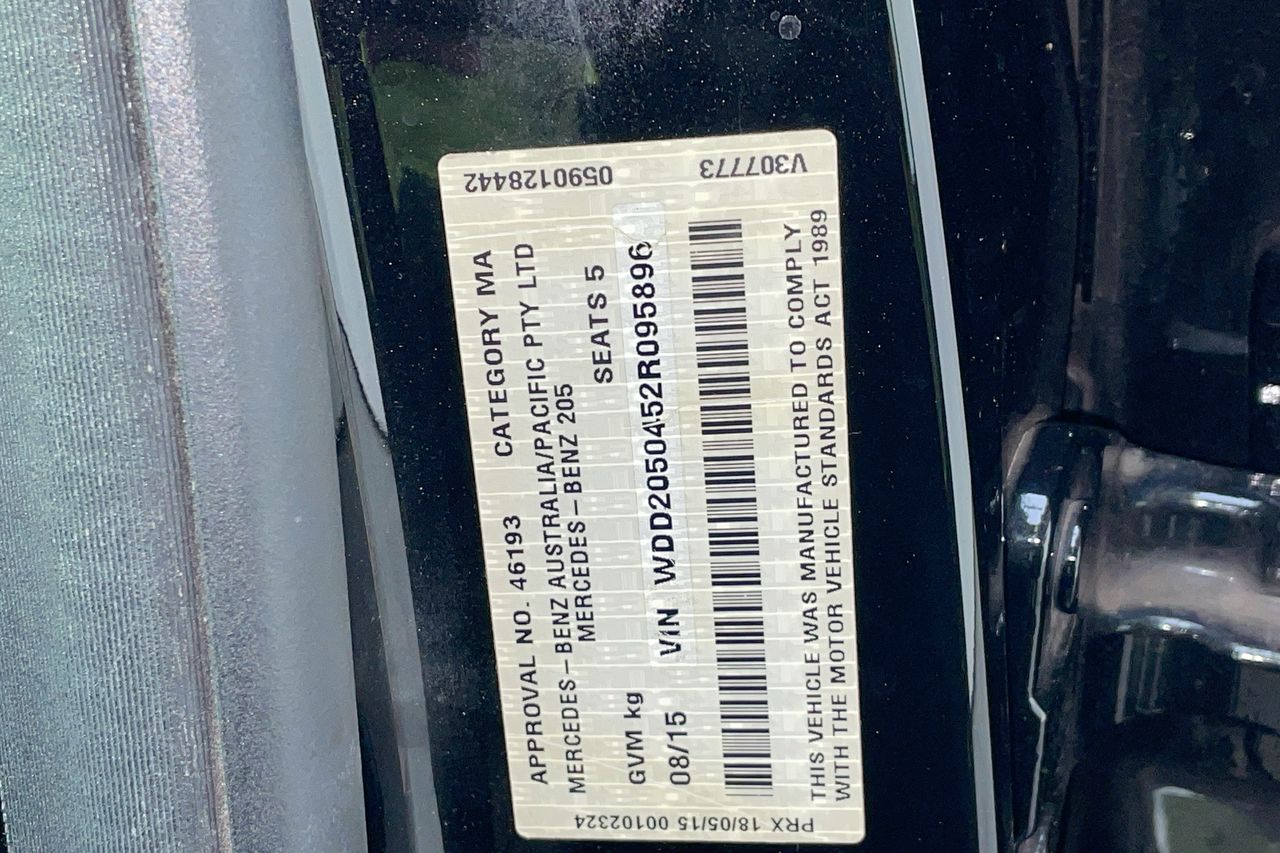 APPROVAL NO. 46193 CATEGORY MA
MERCEDES-BENZ AUSTRALIA/PACIFIC PTY LTD
MERCEDES-BENZ 205
GVM kg SEATS 5
08/15 VIN WDD2050452R095896
THIS VEHICLE WAS MANUFACTURED TO COMPLY
WITH THE MOTOR VEHICLE STANDARDS ACT 1989
0590128442 V307773
PRX 18/05/15 00102324